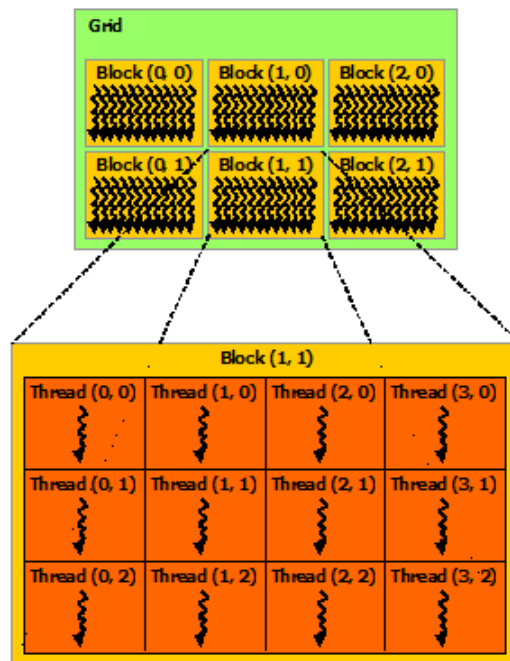 Grid
Block (0, 0) Block (1, 0) Block (2, 0)
Block (0, 1) Block (1, 1) Block (2, 1)
Block (1, 1)
Thread (0, 0) Thread (1, 0) Thread (2, 0) Thread (3, 0)
Thread (0, 1) Thread (1, 1) Thread (2, 1) Thread (3, 1)
Thread (0, 2) Thread (1, 2) Thread (2, 2) Thread (3, 2)